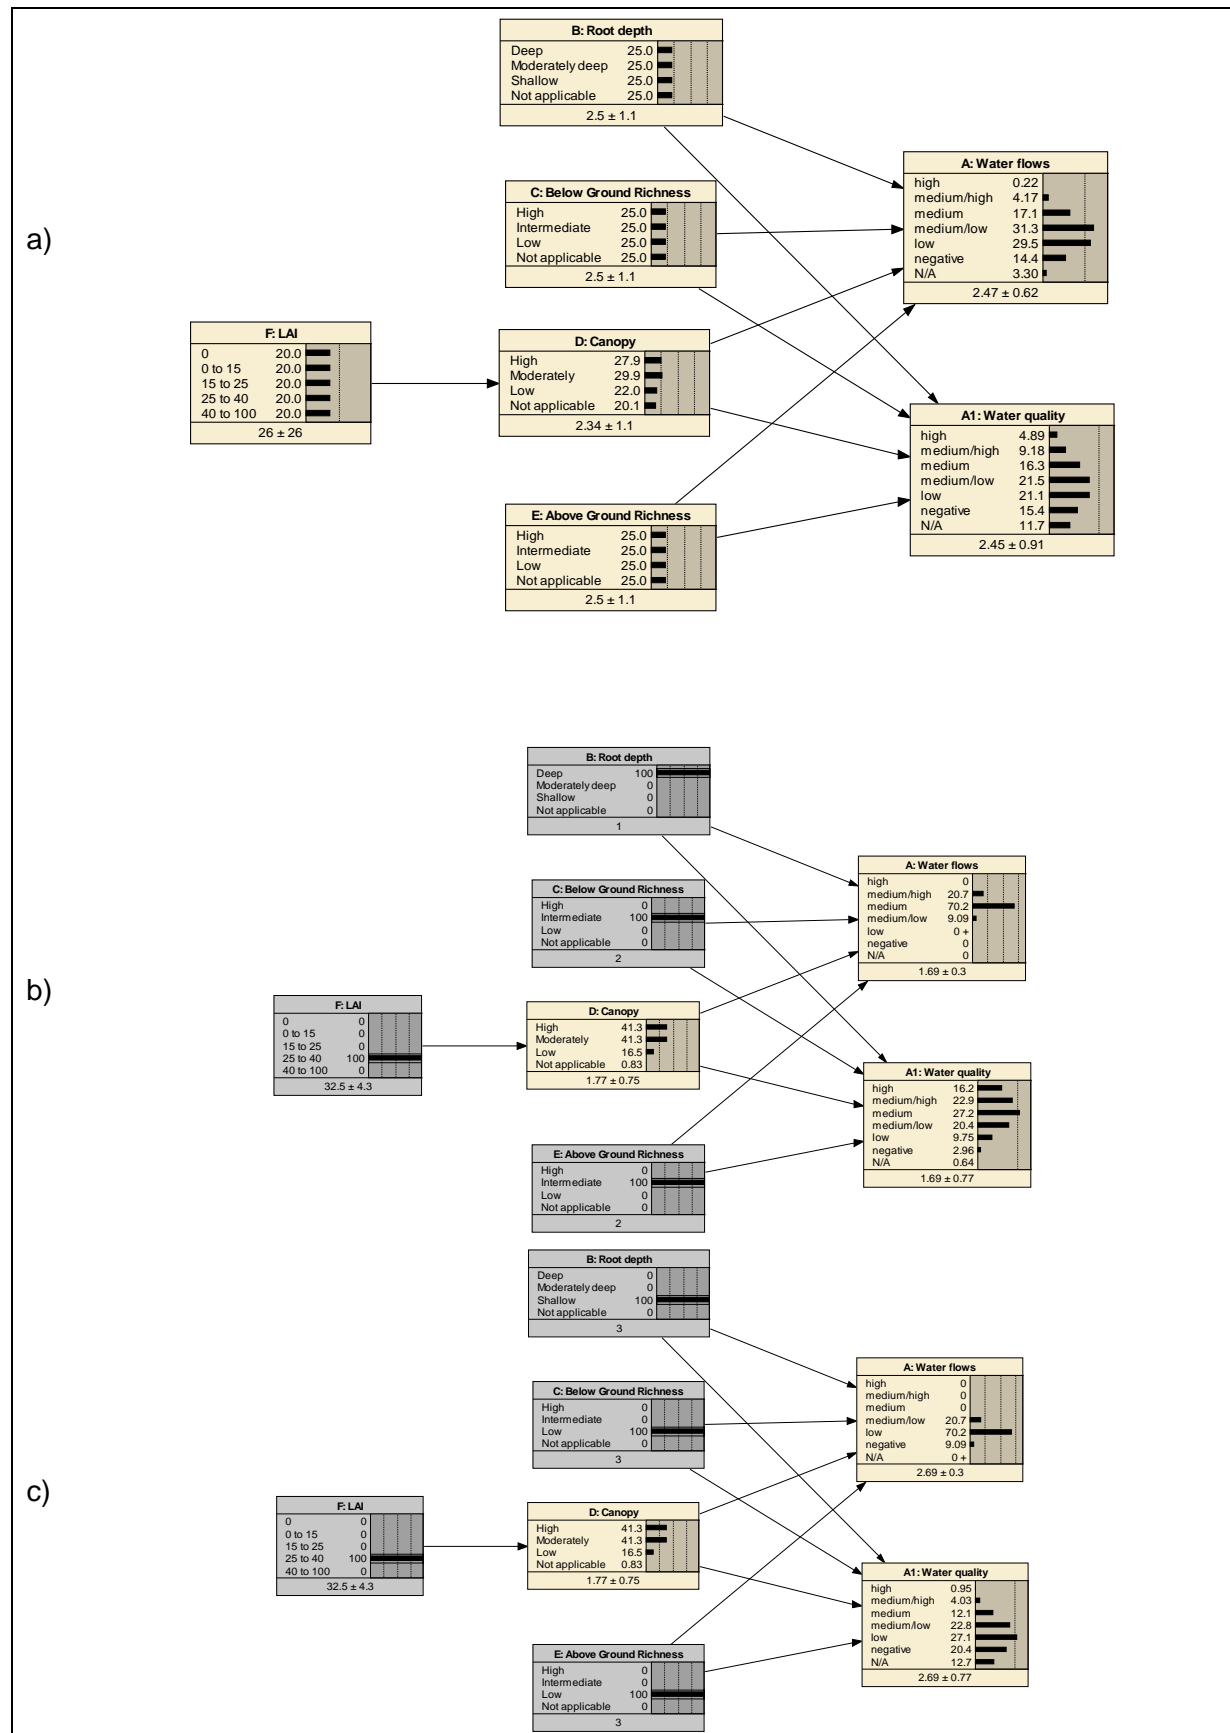 a)
B: Root depth
Deep 25.0
Moderately deep 25.0
Shallow 25.0
Not applicable 25.0
2.5 ± 1.1
C: Below Ground Richness
High 25.0
Intermediate 25.0
Low 25.0
Not applicable 25.0
2.5 ± 1.1
F: LAI
0 20.0
0 to 15 20.0
15 to 25 20.0
25 to 40 20.0
40 to 100 20.0
26 ± 26
D: Canopy
High 27.9
Moderately 29.9
Low 22.0
Not applicable 20.1
2.34 ± 1.1
E: Above Ground Richness
High 25.0
Intermediate 25.0
Low 25.0
Not applicable 25.0
2.5 ± 1.1
A: Water flows
high 0.22
medium/high 4.17
medium 17.1
medium/low 31.3
low 29.5
negative 14.4
N/A 3.30
2.47 ± 0.62
A1: Water quality
high 4.89
medium/high 9.18
medium 16.3
medium/low 21.5
low 21.1
negative 15.4
N/A 11.7
2.45 ± 0.91
b)
B: Root depth
Deep 100
Moderately deep 0
Shallow 0
Not applicable 0
1
C: Below Ground Richness
High 0
Intermediate 100
Low 0
Not applicable 0
2
F: LAI
0 0
0 to 15 0
15 to 25 0
25 to 40 100
40 to 100 0
32.5 ± 4.3
D: Canopy
High 41.3
Moderately 41.3
Low 16.5
Not applicable 0.83
1.77 ± 0.75
E: Above Ground Richness
High 0
Intermediate 100
Low 0
Not applicable 0
2
A: Water flows
high 0
medium/high 20.7
medium 70.2
medium/low 9.09
low 0 +
negative 0
N/A 0
1.69 ± 0.3
A1: Water quality
high 16.2
medium/high 22.9
medium 27.2
medium/low 20.4
low 9.75
negative 2.96
N/A 0.64
1.69 ± 0.77
c)
B: Root depth
Deep 0
Moderately deep 0
Shallow 100
Not applicable 0
3
C: Below Ground Richness
High 0
Intermediate 0
Low 100
Not applicable 0
3
F: LAI
0 0
0 to 15 0
15 to 25 0
25 to 40 100
40 to 100 0
32.5 ± 4.3
D: Canopy
High 41.3
Moderately 41.3
Low 16.5
Not applicable 0.83
1.77 ± 0.75
E: Above Ground Richness
High 0
Intermediate 0
Low 100
Not applicable 0
3
A: Water flows
high 0
medium/high 0
medium 0
medium/low 20.7
low 70.2
negative 9.09
N/A 0 +
2.69 ± 0.3
A1: Water quality
high 0.95
medium/high 4.03
medium 12.1
medium/low 22.8
low 27.1
negative 20.4
N/A 12.7
2.69 ± 0.77